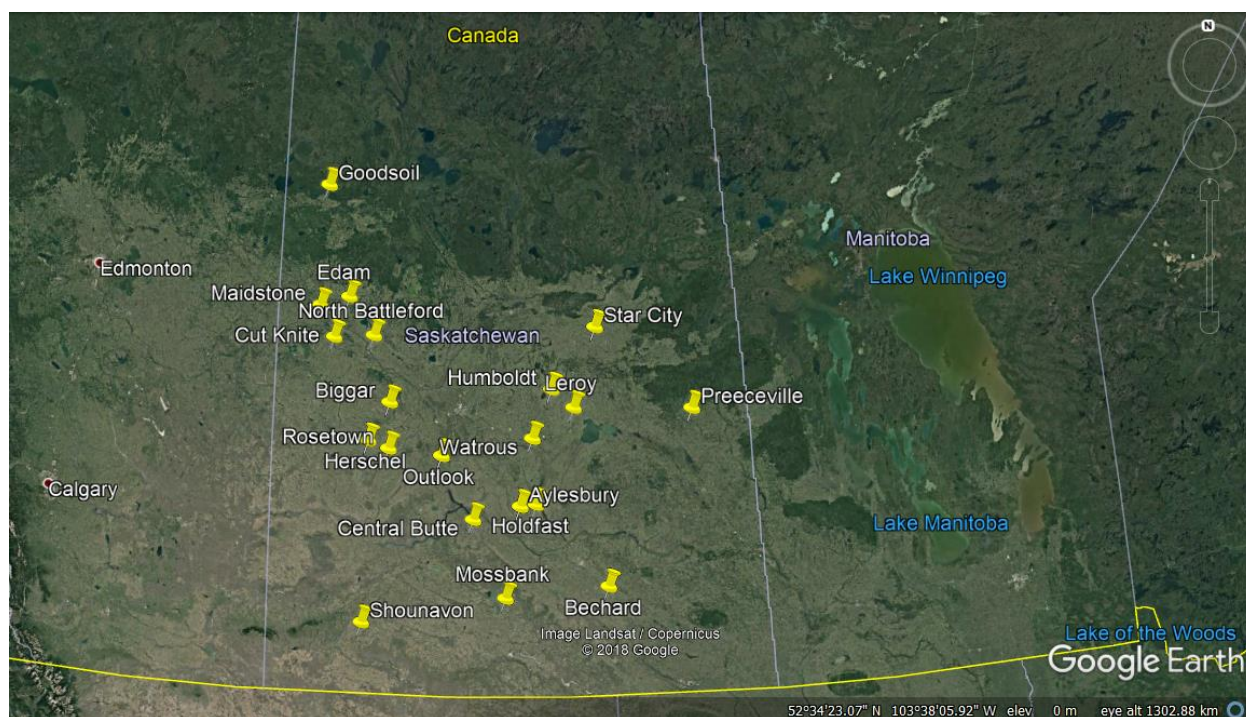 N
Canada
Goodsoil
Manitoba
Edmonton
Edam
Lake Winnipeg
Maidstone
North Battleford
Star City
Cut Knite
Saskatchewan
Humboldt
Leroy
Biggar
Preeceville
Rosetown
Watrous
Herschel
Outlook
Calgary
Aylesbury
Central Butte
Holdfast
Lake Manitoba
Mossbank
Shounavon
Bechard
Image Landsat / Copernicus
© 2018 Google
Lake of the Woods
Google Earth
52°34'23.07" N 103°38'05.92" W elev 0 m eye alt 1302.88 km